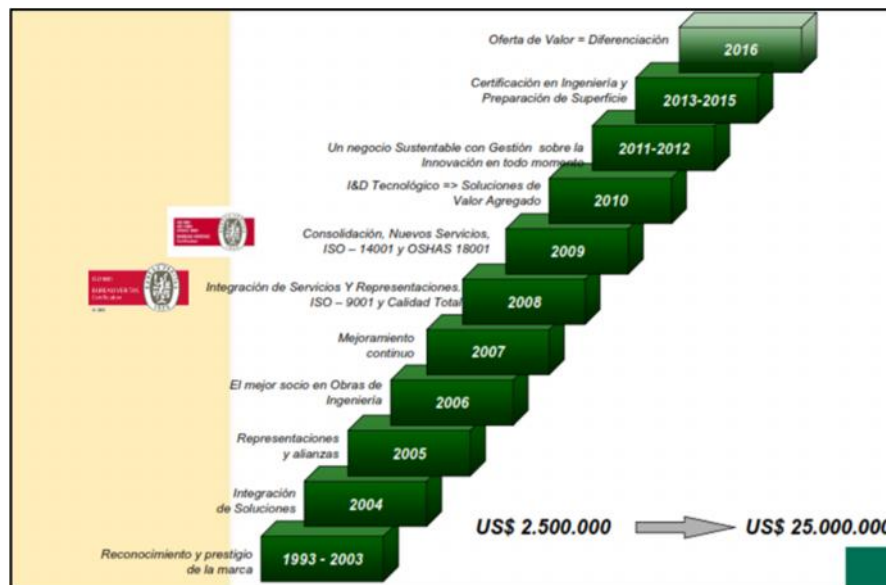 Oferta de Valor = Diferenciación
2016
Certificación en Ingeniería y
Preparación de Superficie
2013-2015
Un negocio Sustentable con Gestión sobre la
Innovación en todo momento
2011-2012
I&D Tecnológico => Soluciones de
Valor Agregado
2010
Consolidación, Nuevos Servicios,
ISO – 14001 y OSHAS 18001
2009
Integración de Servicios Y Representaciones.
ISO – 9001 y Calidad Total
2008
Mejoramiento
continuo
2007
El mejor socio en Obras de
Ingeniería
2006
Representaciones
y alianzas
2005
Integración
de Soluciones
2004
Reconocimiento y prestigio
de la marca
1993 - 2003
US$ 2.500.000
US$ 25.000.000